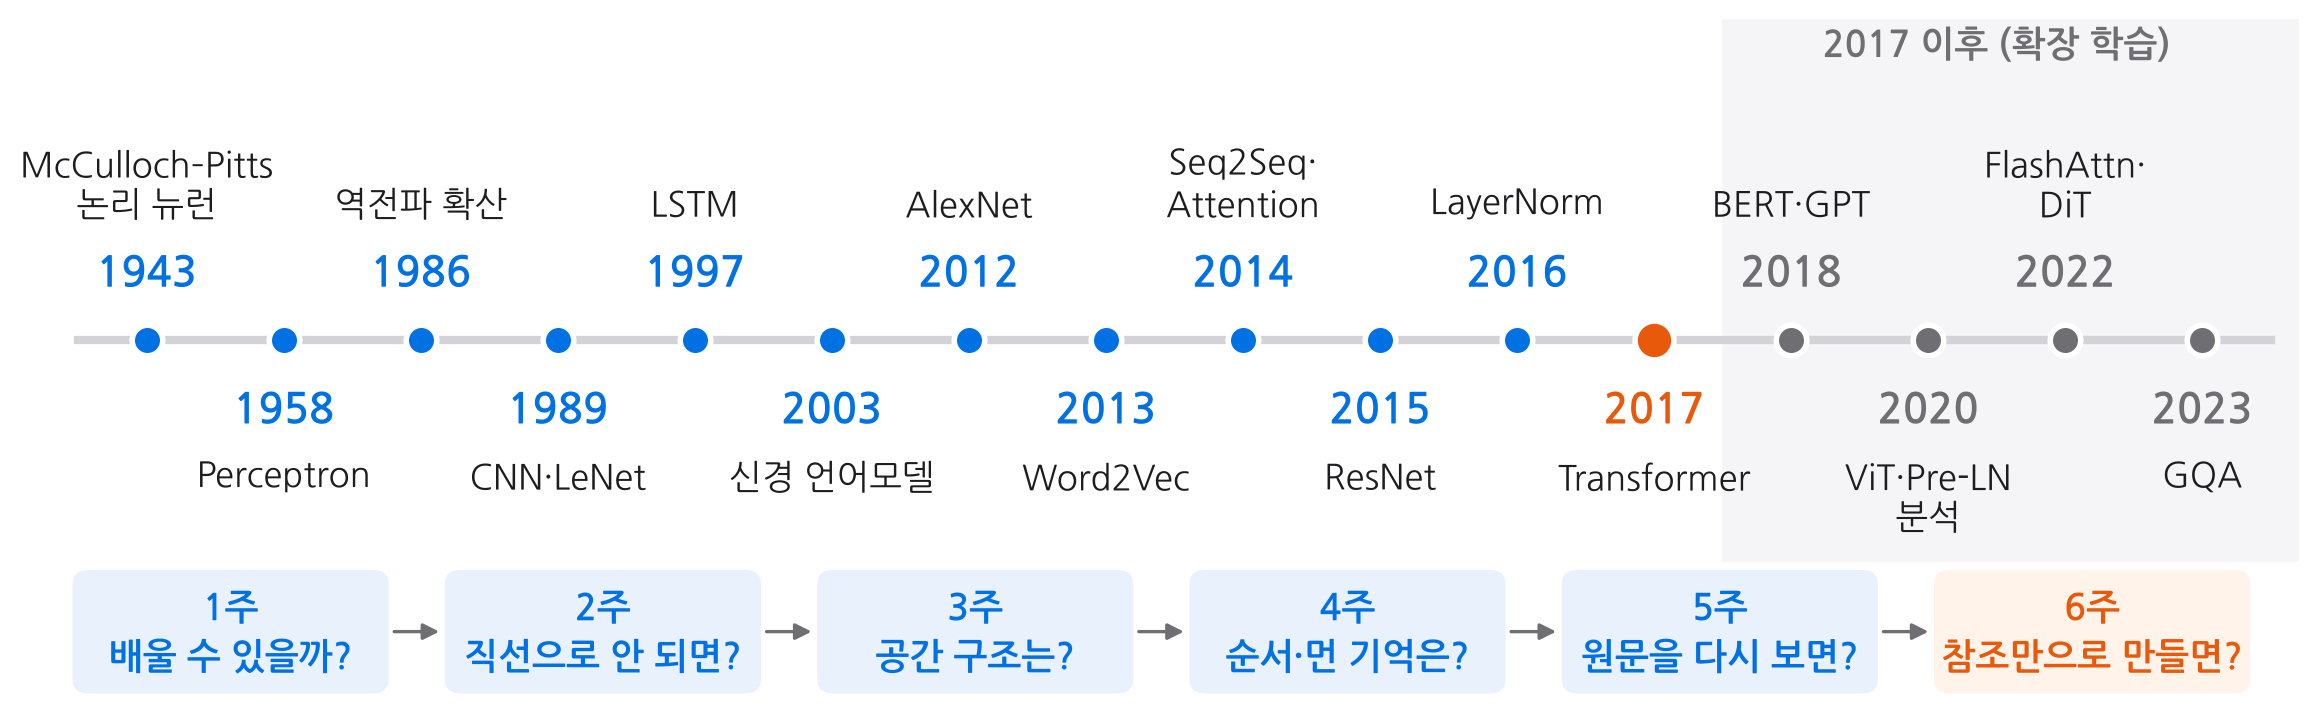 2017 이후 (확장 학습)
McCulloch-Pitts
논리 뉴런
1943
1958
Perceptron
역전파 확산
1986
1989
CNN·LeNet
LSTM
1997
2003
신경 언어모델
AlexNet
2012
2013
Word2Vec
Seq2Seq·
Attention
2014
2015
ResNet
LayerNorm
2016
2017
Transformer
BERT·GPT
2018
2020
ViT·Pre-LN
분석
FlashAttn·
DiT
2022
2023
GQA
1주
배울 수 있을까?
2주
직선으로 안 되면?
3주
공간 구조는?
4주
순서·먼 기억은?
5주
원문을 다시 보면?
6주
참조만으로 만들면?